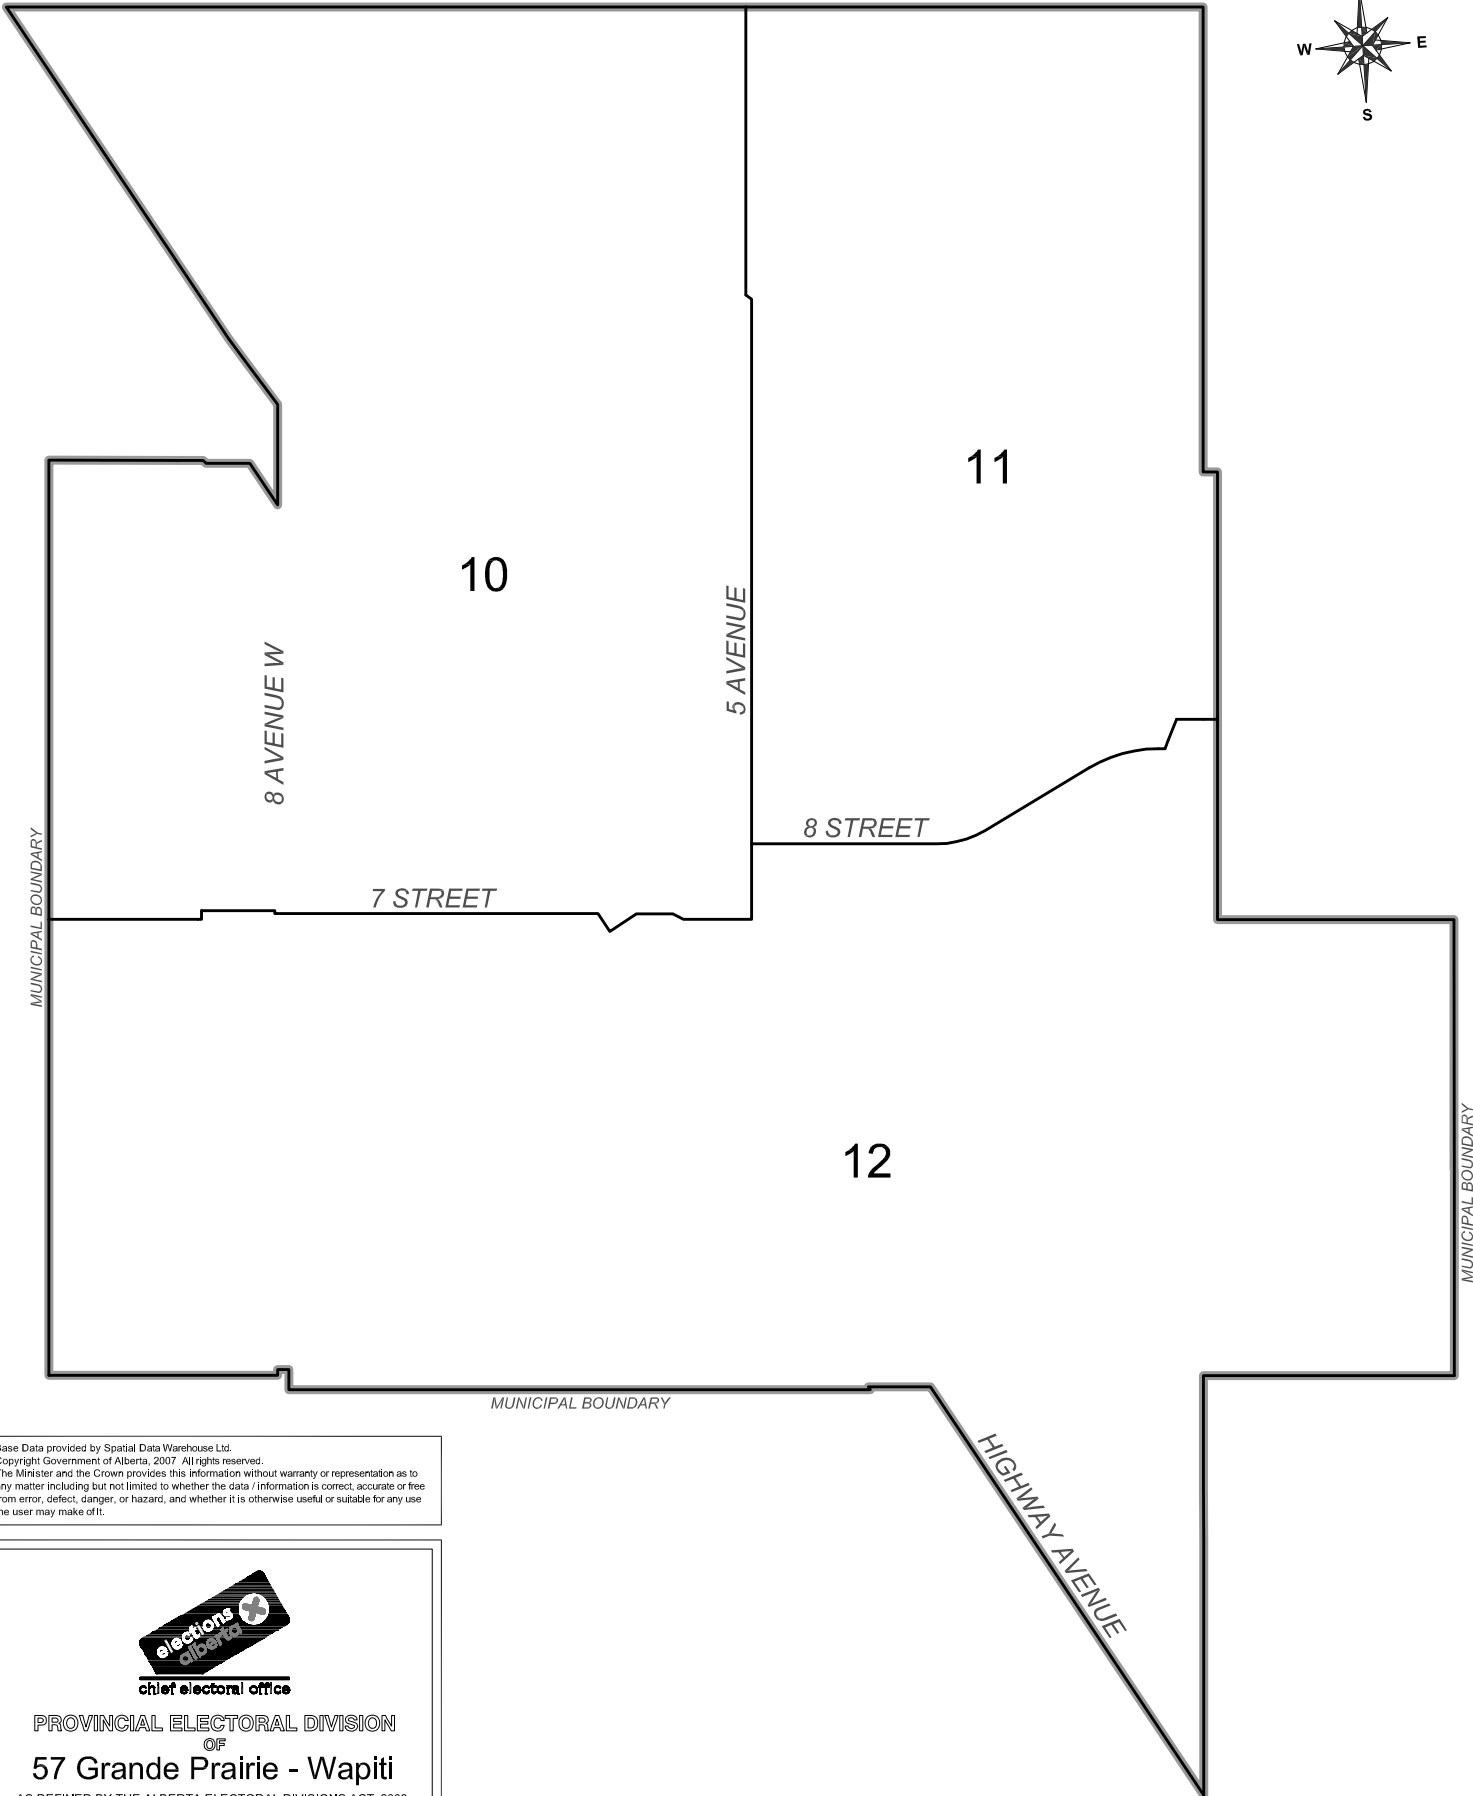 W
E
S
11
10
5 AVENUE
8 AVENUE W
8 STREET
MUNICIPAL BOUNDARY
7 STREET
12
MUNICIPAL BOUNDARY
MUNICIPAL BOUNDARY
HIGHWAY AVENUE
Base Data provided by Spatial Data Warehouse Ltd.
Copyright Government of Alberta, 2007 All rights reserved.
The Minister and the Crown provides this information without warranty or representation as to
any matter including but not limited to whether the data / information is correct, accurate or free
from error, defect, danger, or hazard, and whether it is otherwise useful or suitable for any use
the user may make of it.
elections
alberta
chief electoral office
PROVINCIAL ELECTORAL DIVISION
OF
57 Grande Prairie - Wapiti